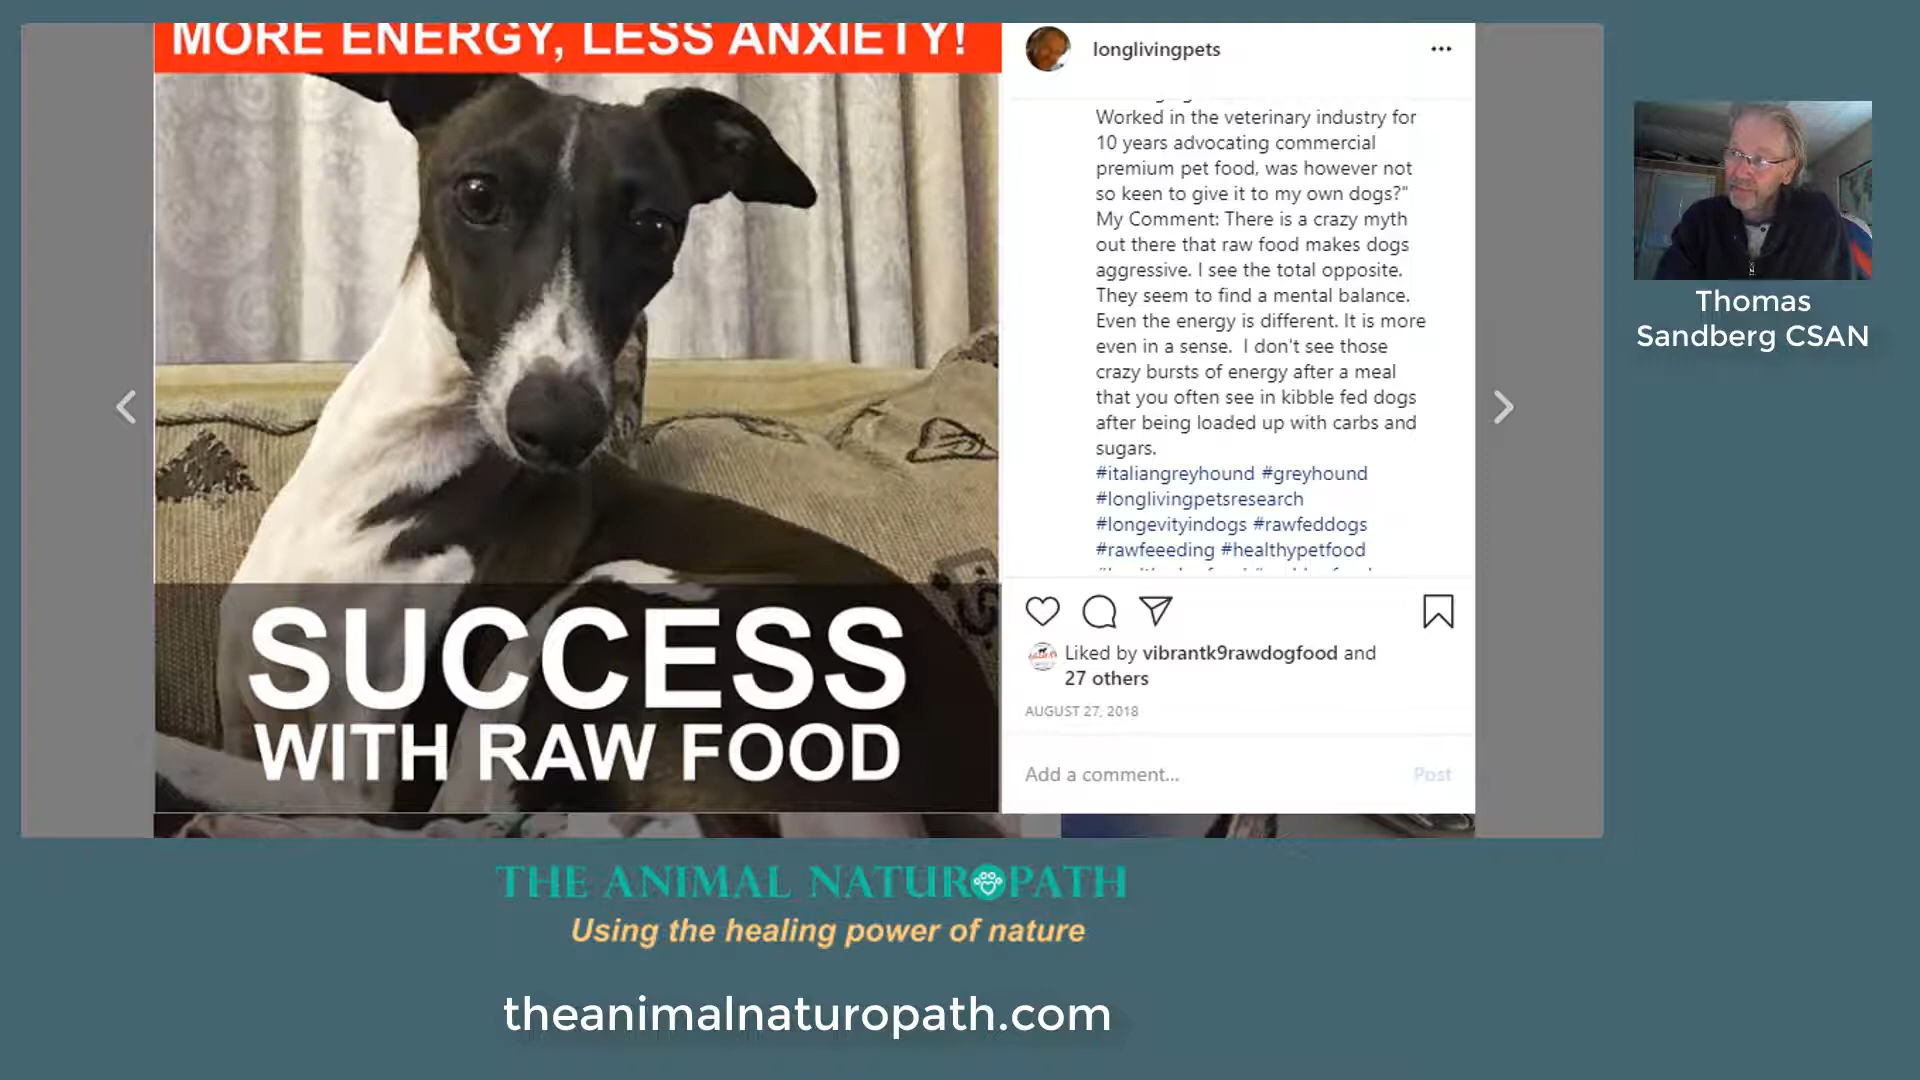 MORE ENERGY, LESS ANXIETY!
SUCCESS
WITH RAW FOOD
longlivingpets
Worked in the veterinary industry for
10 years advocating commercial
premium pet food, was however not
so keen to give it to my own dogs?"
My Comment: There is a crazy myth
out there that raw food makes dogs
aggressive. I see the total opposite.
They seem to find a mental balance.
Even the energy is different. It is more
even in a sense. I don't see those
crazy bursts of energy after a meal
that you often see in kibble fed dogs
after being loaded up with carbs and
sugars.
#italiangreyhound #greyhound
#longlivingpetsresearch
#longevityindogs #rawfeddogs
#rawfeeeding #healthypetfood
Liked by vibrantk9rawdogfood and
27 others
AUGUST 27, 2018
Add a comment...
Post
Thomas
Sandberg CSAN
THE ANIMAL NATUROPATH
Using the healing power of nature
theanimalnaturopath.com